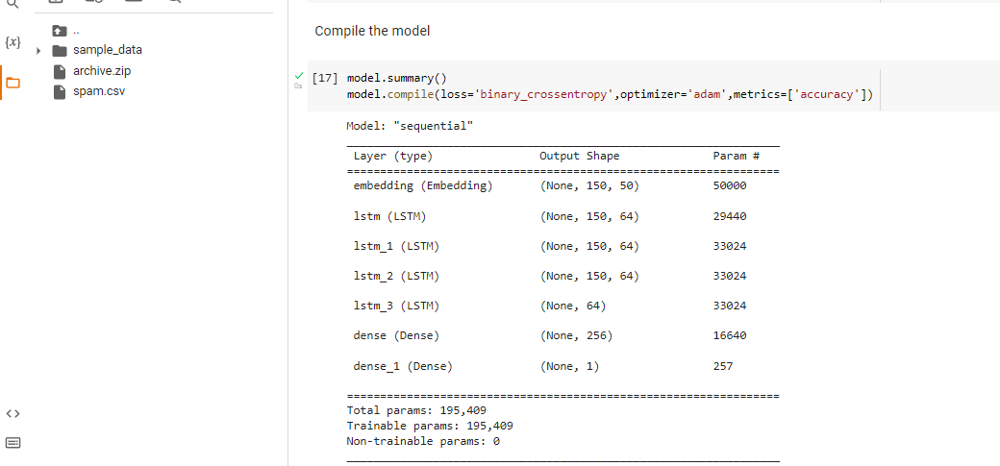 {x}
..
sample_data
archive.zip
spam.csv
<>
Compile the model
[17] model.summary()
model.compile(loss='binary_crossentropy',optimizer='adam',metrics=['accuracy'])
0s
Model: "sequential"
_________________________________________________________________
Layer (type) Output Shape Param #
=================================================================
embedding (Embedding) (None, 150, 50) 50000
lstm (LSTM) (None, 150, 64) 29440
lstm_1 (LSTM) (None, 150, 64) 33024
lstm_2 (LSTM) (None, 150, 64) 33024
lstm_3 (LSTM) (None, 64) 33024
dense (Dense) (None, 256) 16640
dense_1 (Dense) (None, 1) 257
=================================================================
Total params: 195,409
Trainable params: 195,409
Non-trainable params: 0
_________________________________________________________________